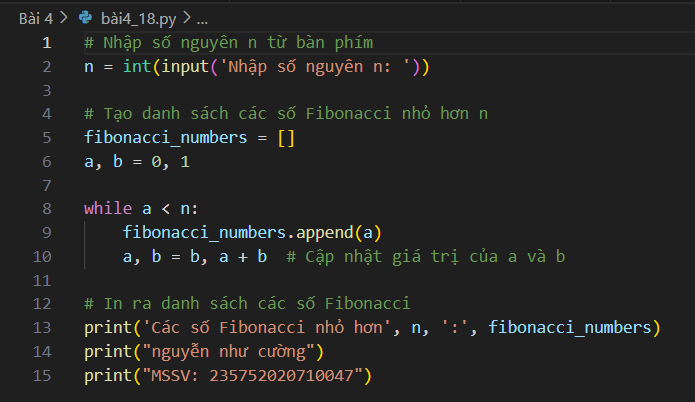 Bài 4 > bài4_18.py > ...
1 # Nhập số nguyên n từ bàn phím
2 n = int(input('Nhập số nguyên n: '))
3
4 # Tạo danh sách các số Fibonacci nhỏ hơn n
5 fibonacci_numbers = []
6 a, b = 0, 1
7
8 while a < n:
9     fibonacci_numbers.append(a)
10     a, b = b, a + b  # Cập nhật giá trị của a và b
11
12 # In ra danh sách các số Fibonacci
13 print('Các số Fibonacci nhỏ hơn', n, ':', fibonacci_numbers)
14 print("nguyễn như cường")
15 print("MSSV: 235752020710047")